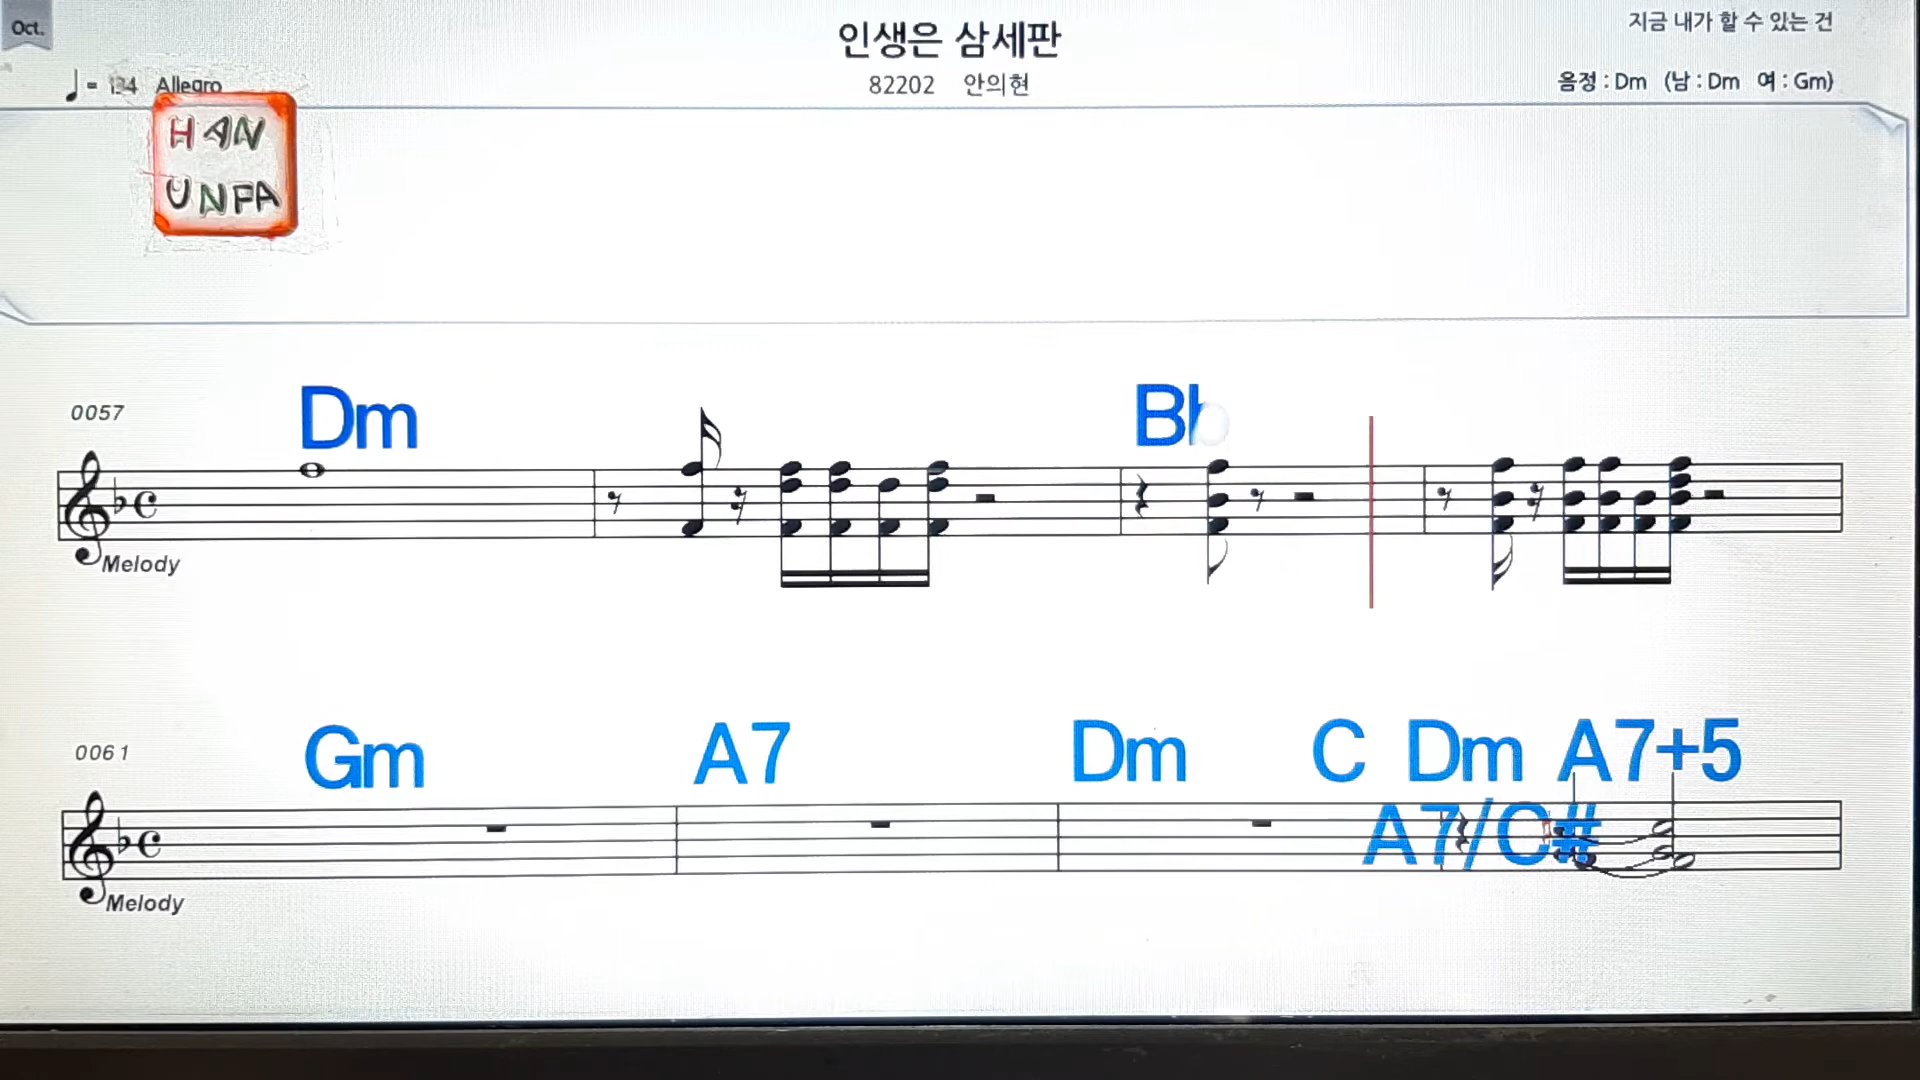 Oct.
인생은 삼세판
지금 내가 할 수 있는 건
= 134 Allegro
82202 안의현
음정 : Dm (남 : Dm 여 : Gm)
HAN
UNFA
0057
Dm
Melody
0061
Gm A7 Dm C Dm A7+5
A7/C#
Melody